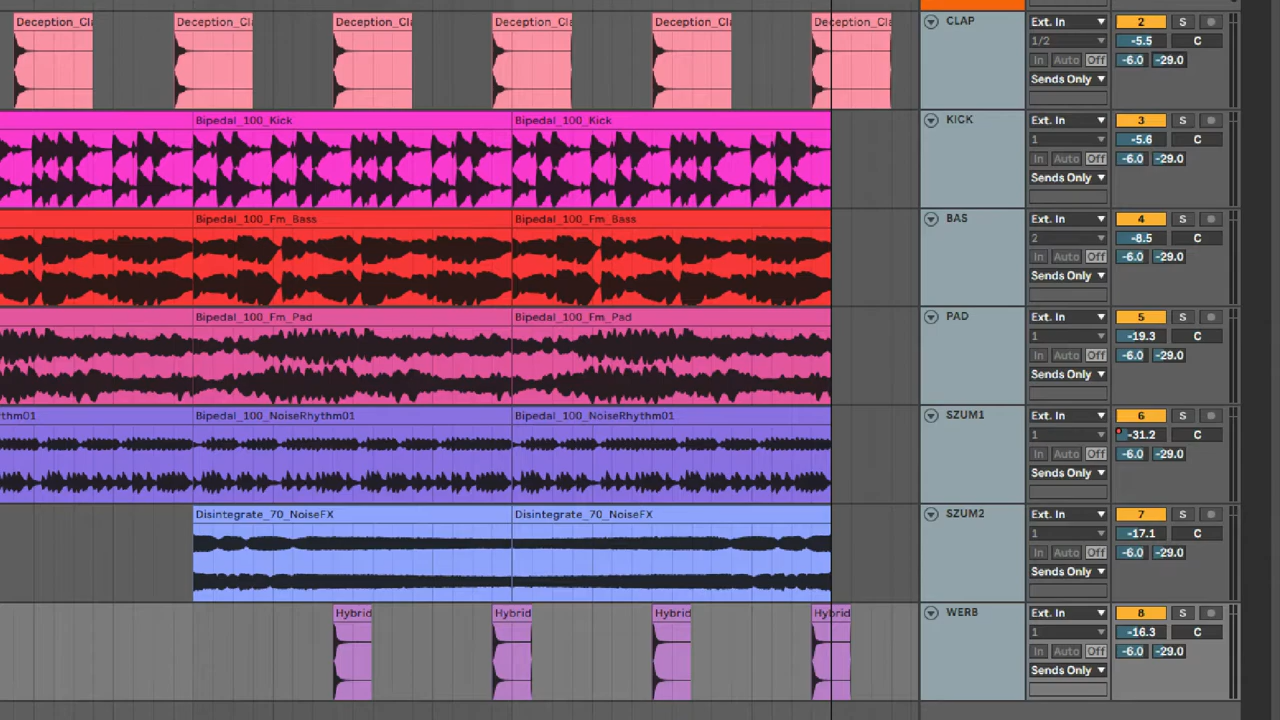 Deception_Cla Deception_Cl Deception_Cl Deception_Cl Deception_Cl Deception_Cla CLAP Ext. In 2 S
1/2 -5.5 C
In Auto Off -6.0 -29.0
Sends Only
Bipedal_100_Kick Bipedal_100_Kick KICK Ext. In 3 S
1 -5.6 C
In Auto Off -6.0 -29.0
Sends Only
Bipedal_100_Fm_Bass Bipedal_100_Fm_Bass BAS Ext. In 4 S
2 -8.5 C
In Auto Off -6.0 -29.0
Sends Only
Bipedal_100_Fm_Pad Bipedal_100_Fm_Pad PAD Ext. In 5 S
1 -19.3 C
In Auto Off -6.0 -29.0
Sends Only
thm01 Bipedal_100_NoiseRhythm01 Bipedal_100_NoiseRhythm01 SZUM1 Ext. In 6 S
1 -31.2 C
In Auto Off -6.0 -29.0
Sends Only
Disintegrate_70_NoiseFX Disintegrate_70_NoiseFX SZUM2 Ext. In 7 S
1 -17.1 C
In Auto Off -6.0 -29.0
Sends Only
Hybrid Hybrid Hybrid Hybrid WERB Ext. In 8 S
1 -16.3 C
In Auto Off -6.0 -29.0
Sends Only